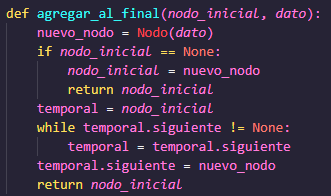 def agregar_al_final(nodo_inicial, dato):
    nuevo_nodo = Nodo(dato)
    if nodo_inicial == None:
        nodo_inicial = nuevo_nodo
        return nodo_inicial
    temporal = nodo_inicial
    while temporal.siguiente != None:
        temporal = temporal.siguiente
    temporal.siguiente = nuevo_nodo
    return nodo_inicial